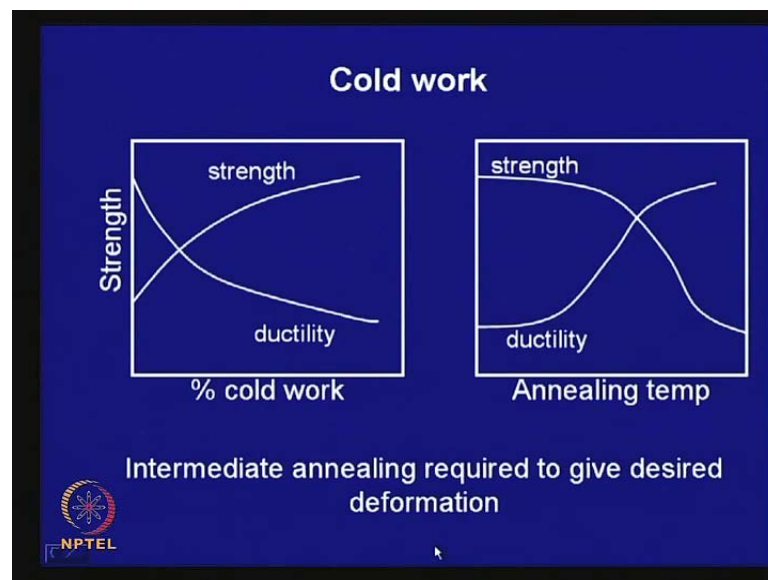 Cold work
Strength
strength
ductility
% cold work
strength
ductility
Annealing temp
Intermediate annealing required to give desired
deformation
NPTEL